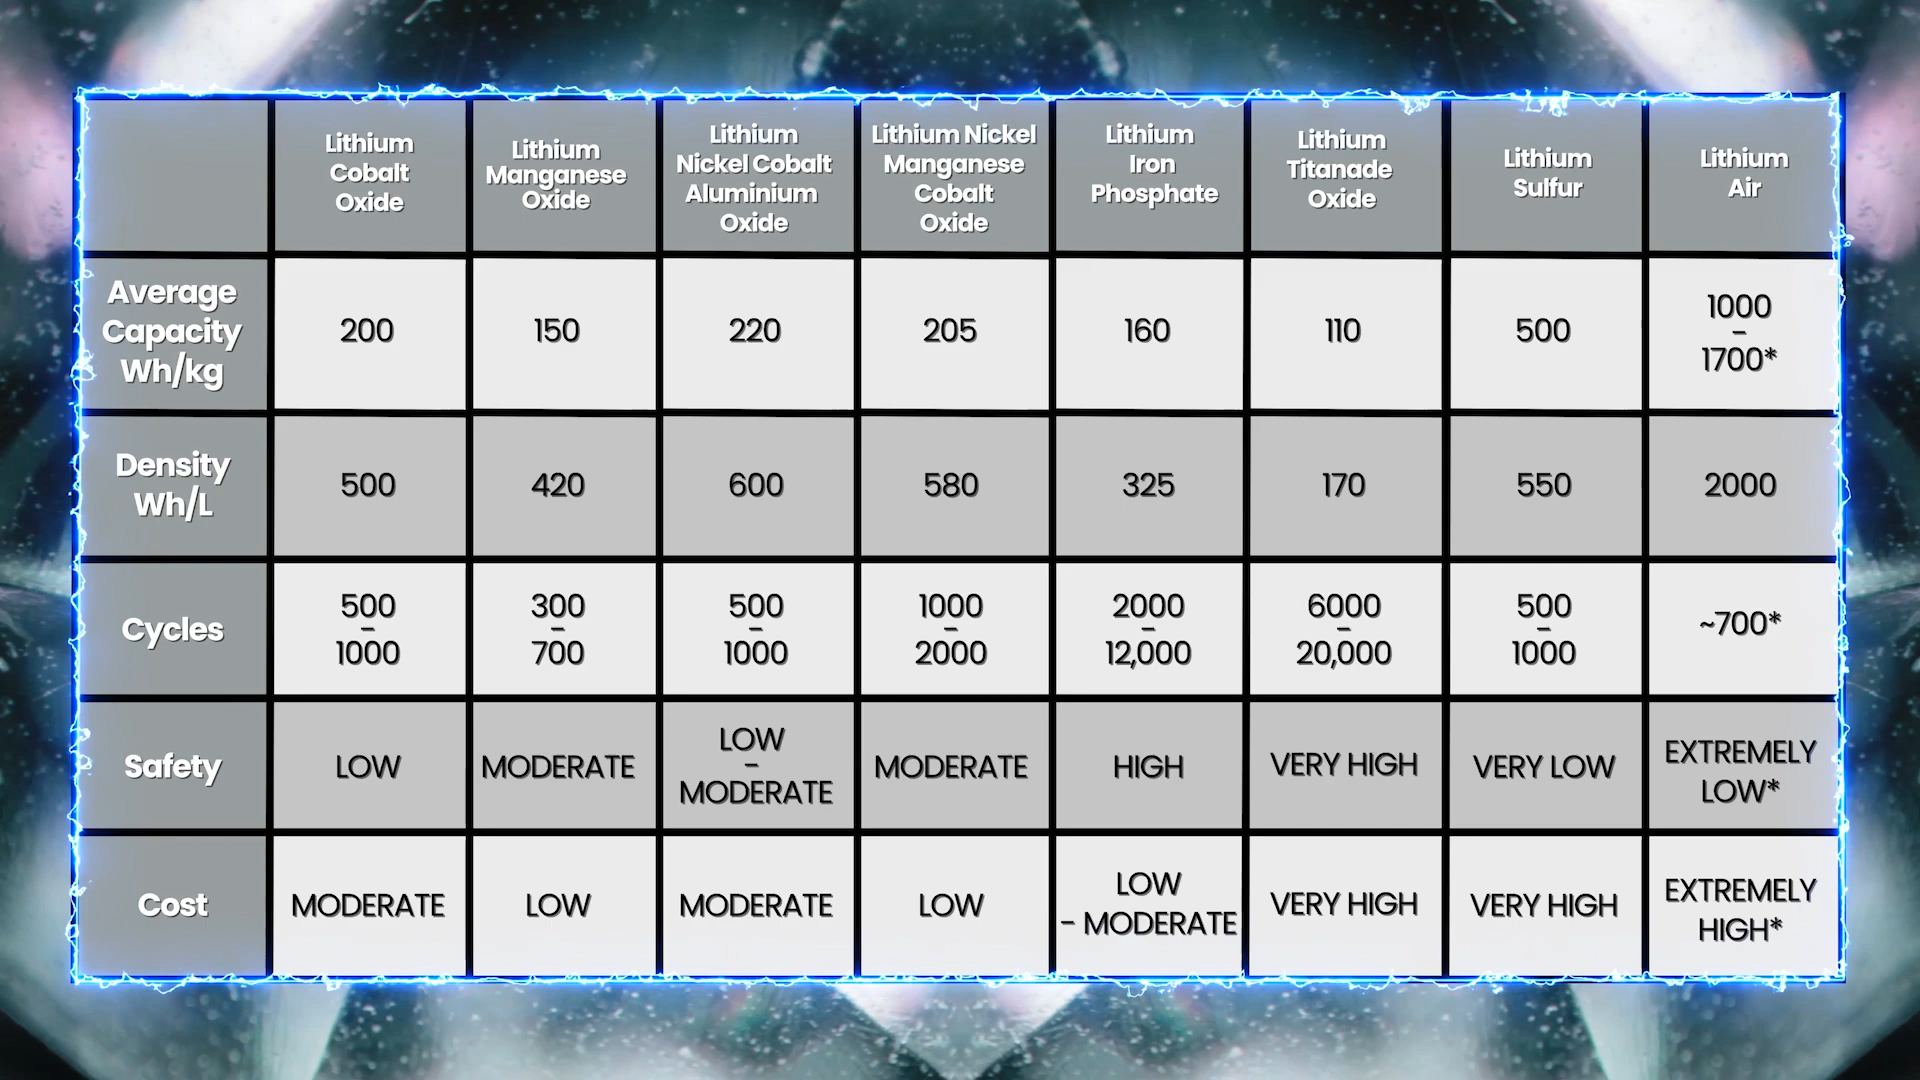 Lithium
Cobalt
Oxide
Lithium
Manganese
Oxide
Lithium
Nickel Cobalt
Aluminium
Oxide
Lithium Nickel
Manganese
Cobalt
Oxide
Lithium
Iron
Phosphate
Lithium
Titanade
Oxide
Lithium
Sulfur
Lithium
Air
Average
Capacity
Wh/kg
200
150
220
205
160
110
500
1000
–
1700*
Density
Wh/L
500
420
600
580
325
170
550
2000
Cycles
500
–
1000
300
–
700
500
–
1000
1000
–
2000
2000
–
12,000
6000
–
20,000
500
–
1000
~700*
Safety
LOW
MODERATE
LOW
–
MODERATE
MODERATE
HIGH
VERY HIGH
VERY LOW
EXTREMELY
LOW*
Cost
MODERATE
LOW
MODERATE
LOW
LOW
– MODERATE
VERY HIGH
VERY HIGH
EXTREMELY
HIGH*